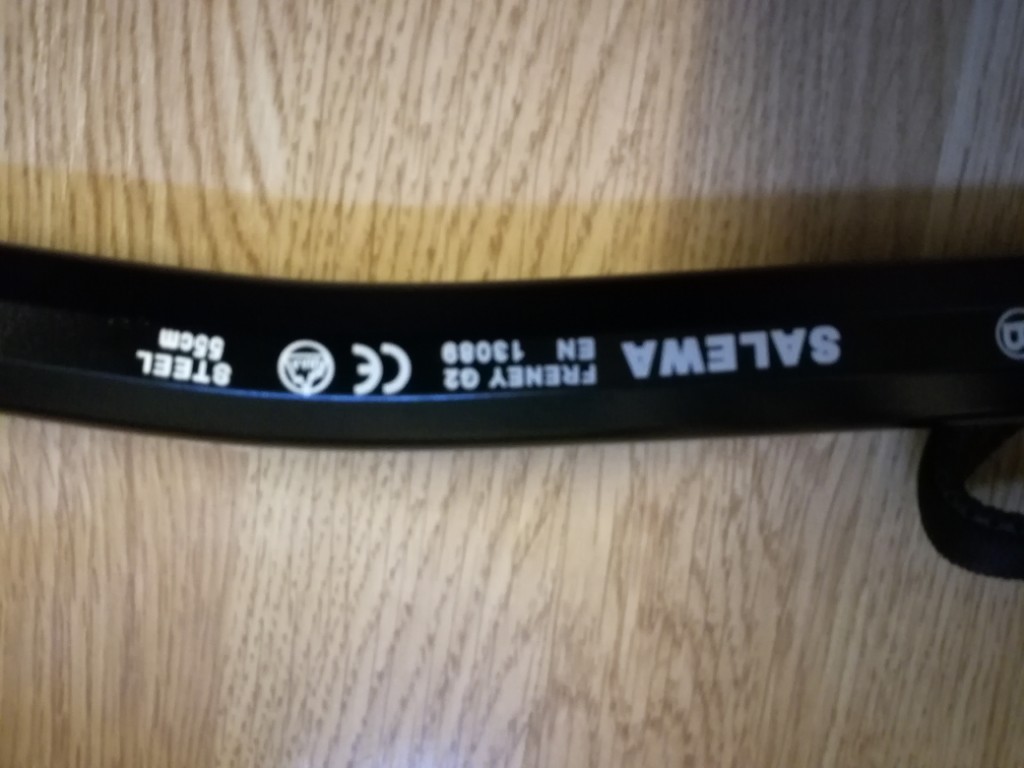 SALEWA
FRENEY G2
EN 13089
CE
STEEL
55cm